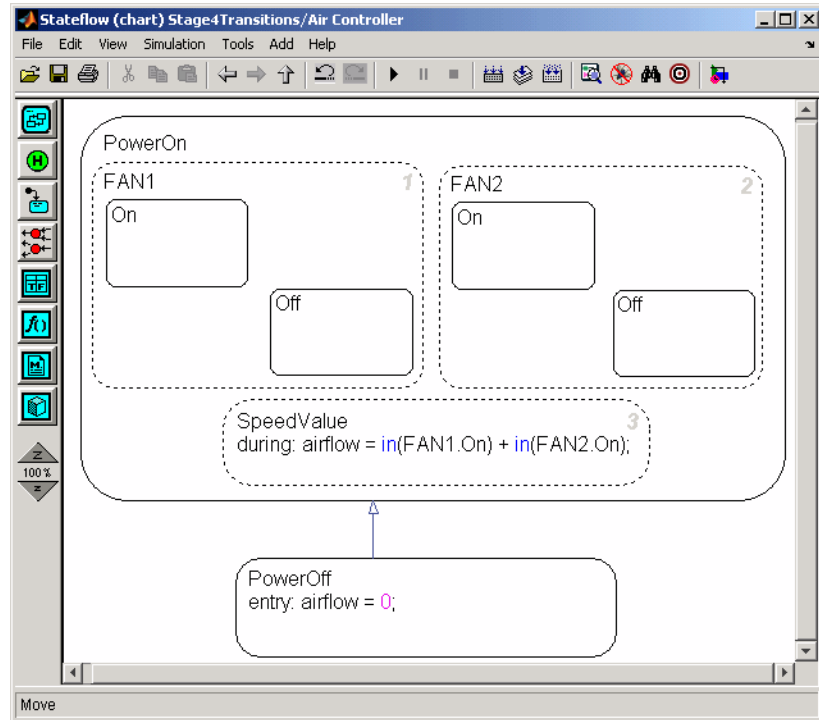 Stateflow (chart) Stage4Transitions/Air Controller
File Edit View Simulation Tools Add Help
PowerOn
FAN1 1
FAN2 2
On
On
Off
Off
SpeedValue 3
during: airflow = in(FAN1.On) + in(FAN2.On);
PowerOff
entry: airflow = 0;
H
TF
f()
M
Z
100 %
z
Move